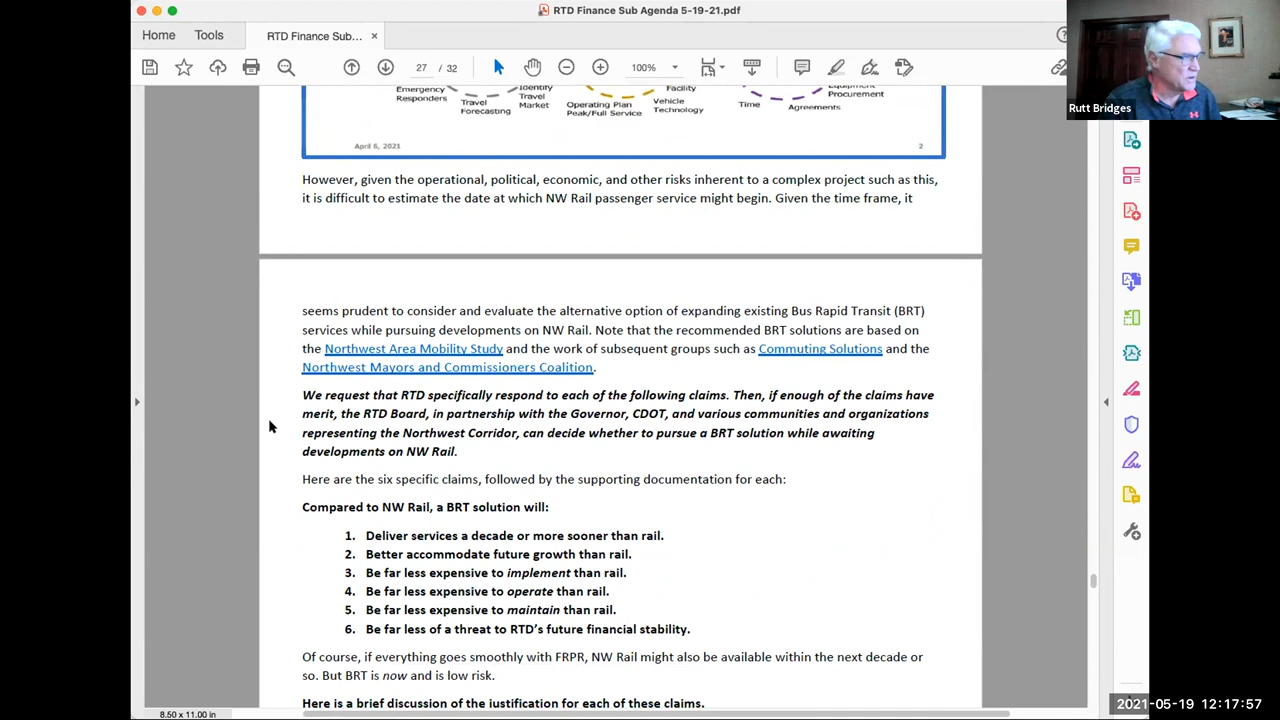 RTD Finance Sub Agenda 5-19-21.pdf
Home Tools RTD Finance Sub... ×
27 / 32 100%
Rutt Bridges
Emergency
Responders
Travel
Forecasting
Identify
Travel
Market
Operating Plan
Peak/Full Service
Facility
Vehicle
Technology
Time
Agreements
Equipment
Procurement
April 6, 2021 2
However, given the operational, political, economic, and other risks inherent to a complex project such as this,
it is difficult to estimate the date at which NW Rail passenger service might begin. Given the time frame, it
seems prudent to consider and evaluate the alternative option of expanding existing Bus Rapid Transit (BRT)
services while pursuing developments on NW Rail. Note that the recommended BRT solutions are based on
the Northwest Area Mobility Study and the work of subsequent groups such as Commuting Solutions and the
Northwest Mayors and Commissioners Coalition.
We request that RTD specifically respond to each of the following claims. Then, if enough of the claims have
merit, the RTD Board, in partnership with the Governor, CDOT, and various communities and organizations
representing the Northwest Corridor, can decide whether to pursue a BRT solution while awaiting
developments on NW Rail.
Here are the six specific claims, followed by the supporting documentation for each:
Compared to NW Rail, a BRT solution will:
1. Deliver services a decade or more sooner than rail.
2. Better accommodate future growth than rail.
3. Be far less expensive to implement than rail.
4. Be far less expensive to operate than rail.
5. Be far less expensive to maintain than rail.
6. Be far less of a threat to RTD's future financial stability.
Of course, if everything goes smoothly with FRPR, NW Rail might also be available within the next decade or
so. But BRT is now and is low risk.
Here is a brief discussion of the justification for each of these claims.
8.50 x 11.00 in
2021-05-19 12:17:57